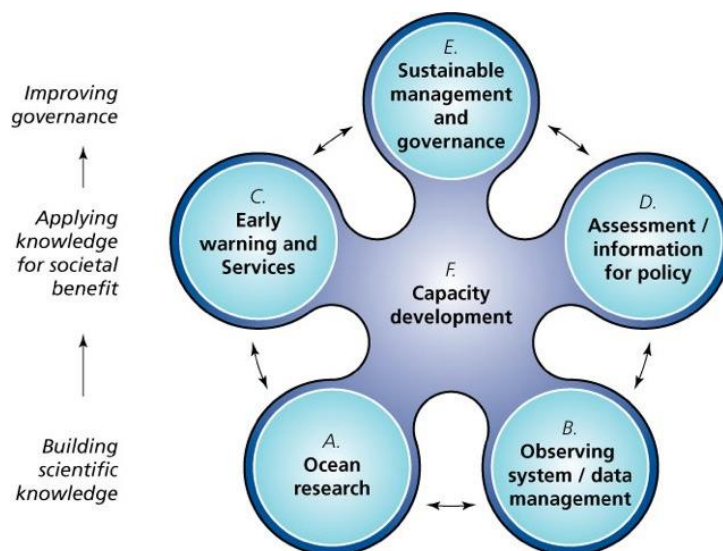 Improving
governance
Applying
knowledge
for societal
benefit
Building
scientific
knowledge
E.
Sustainable
management
and
governance
C.
Early
warning and
Services
D.
Assessment /
information
for policy
F.
Capacity
development
A.
Ocean
research
B.
Observing
system / data
management